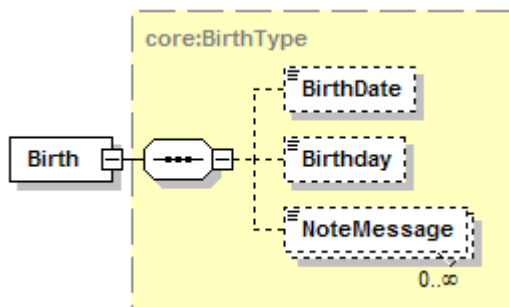 core:BirthType
BirthDate
Birth
Birthday
NoteMessage
0..∞